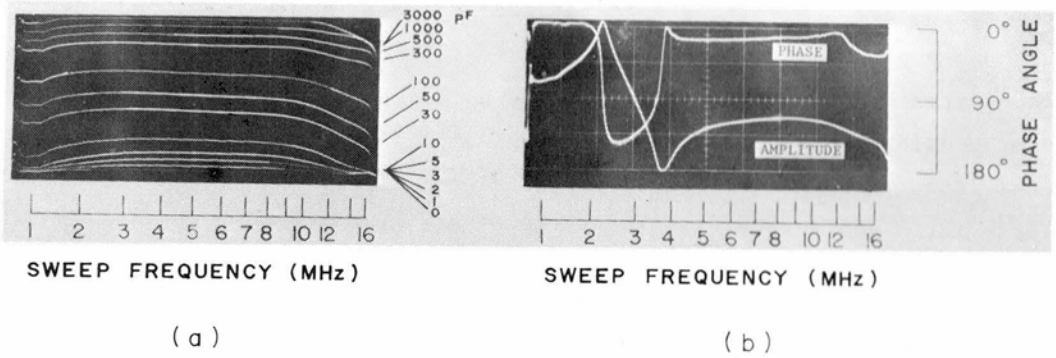 3000 pF
1000
500
300
100
50
30
10
5
3
2
1
0
1 2 3 4 5 6 7 8 10 12 16
SWEEP FREQUENCY (MHz)
(a)
PHASE
AMPLITUDE
0°
90°
180°
PHASE ANGLE
1 2 3 4 5 6 7 8 10 12 16
SWEEP FREQUENCY (MHz)
(b)